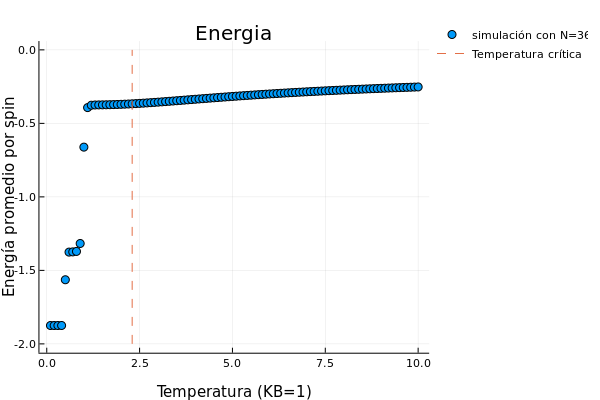 Energia
simulación con N=36
Temperatura crítica
Energía promedio por spin
0.0
-0.5
-1.0
-1.5
-2.0
0.0 2.5 5.0 7.5 10.0
Temperatura (KB=1)